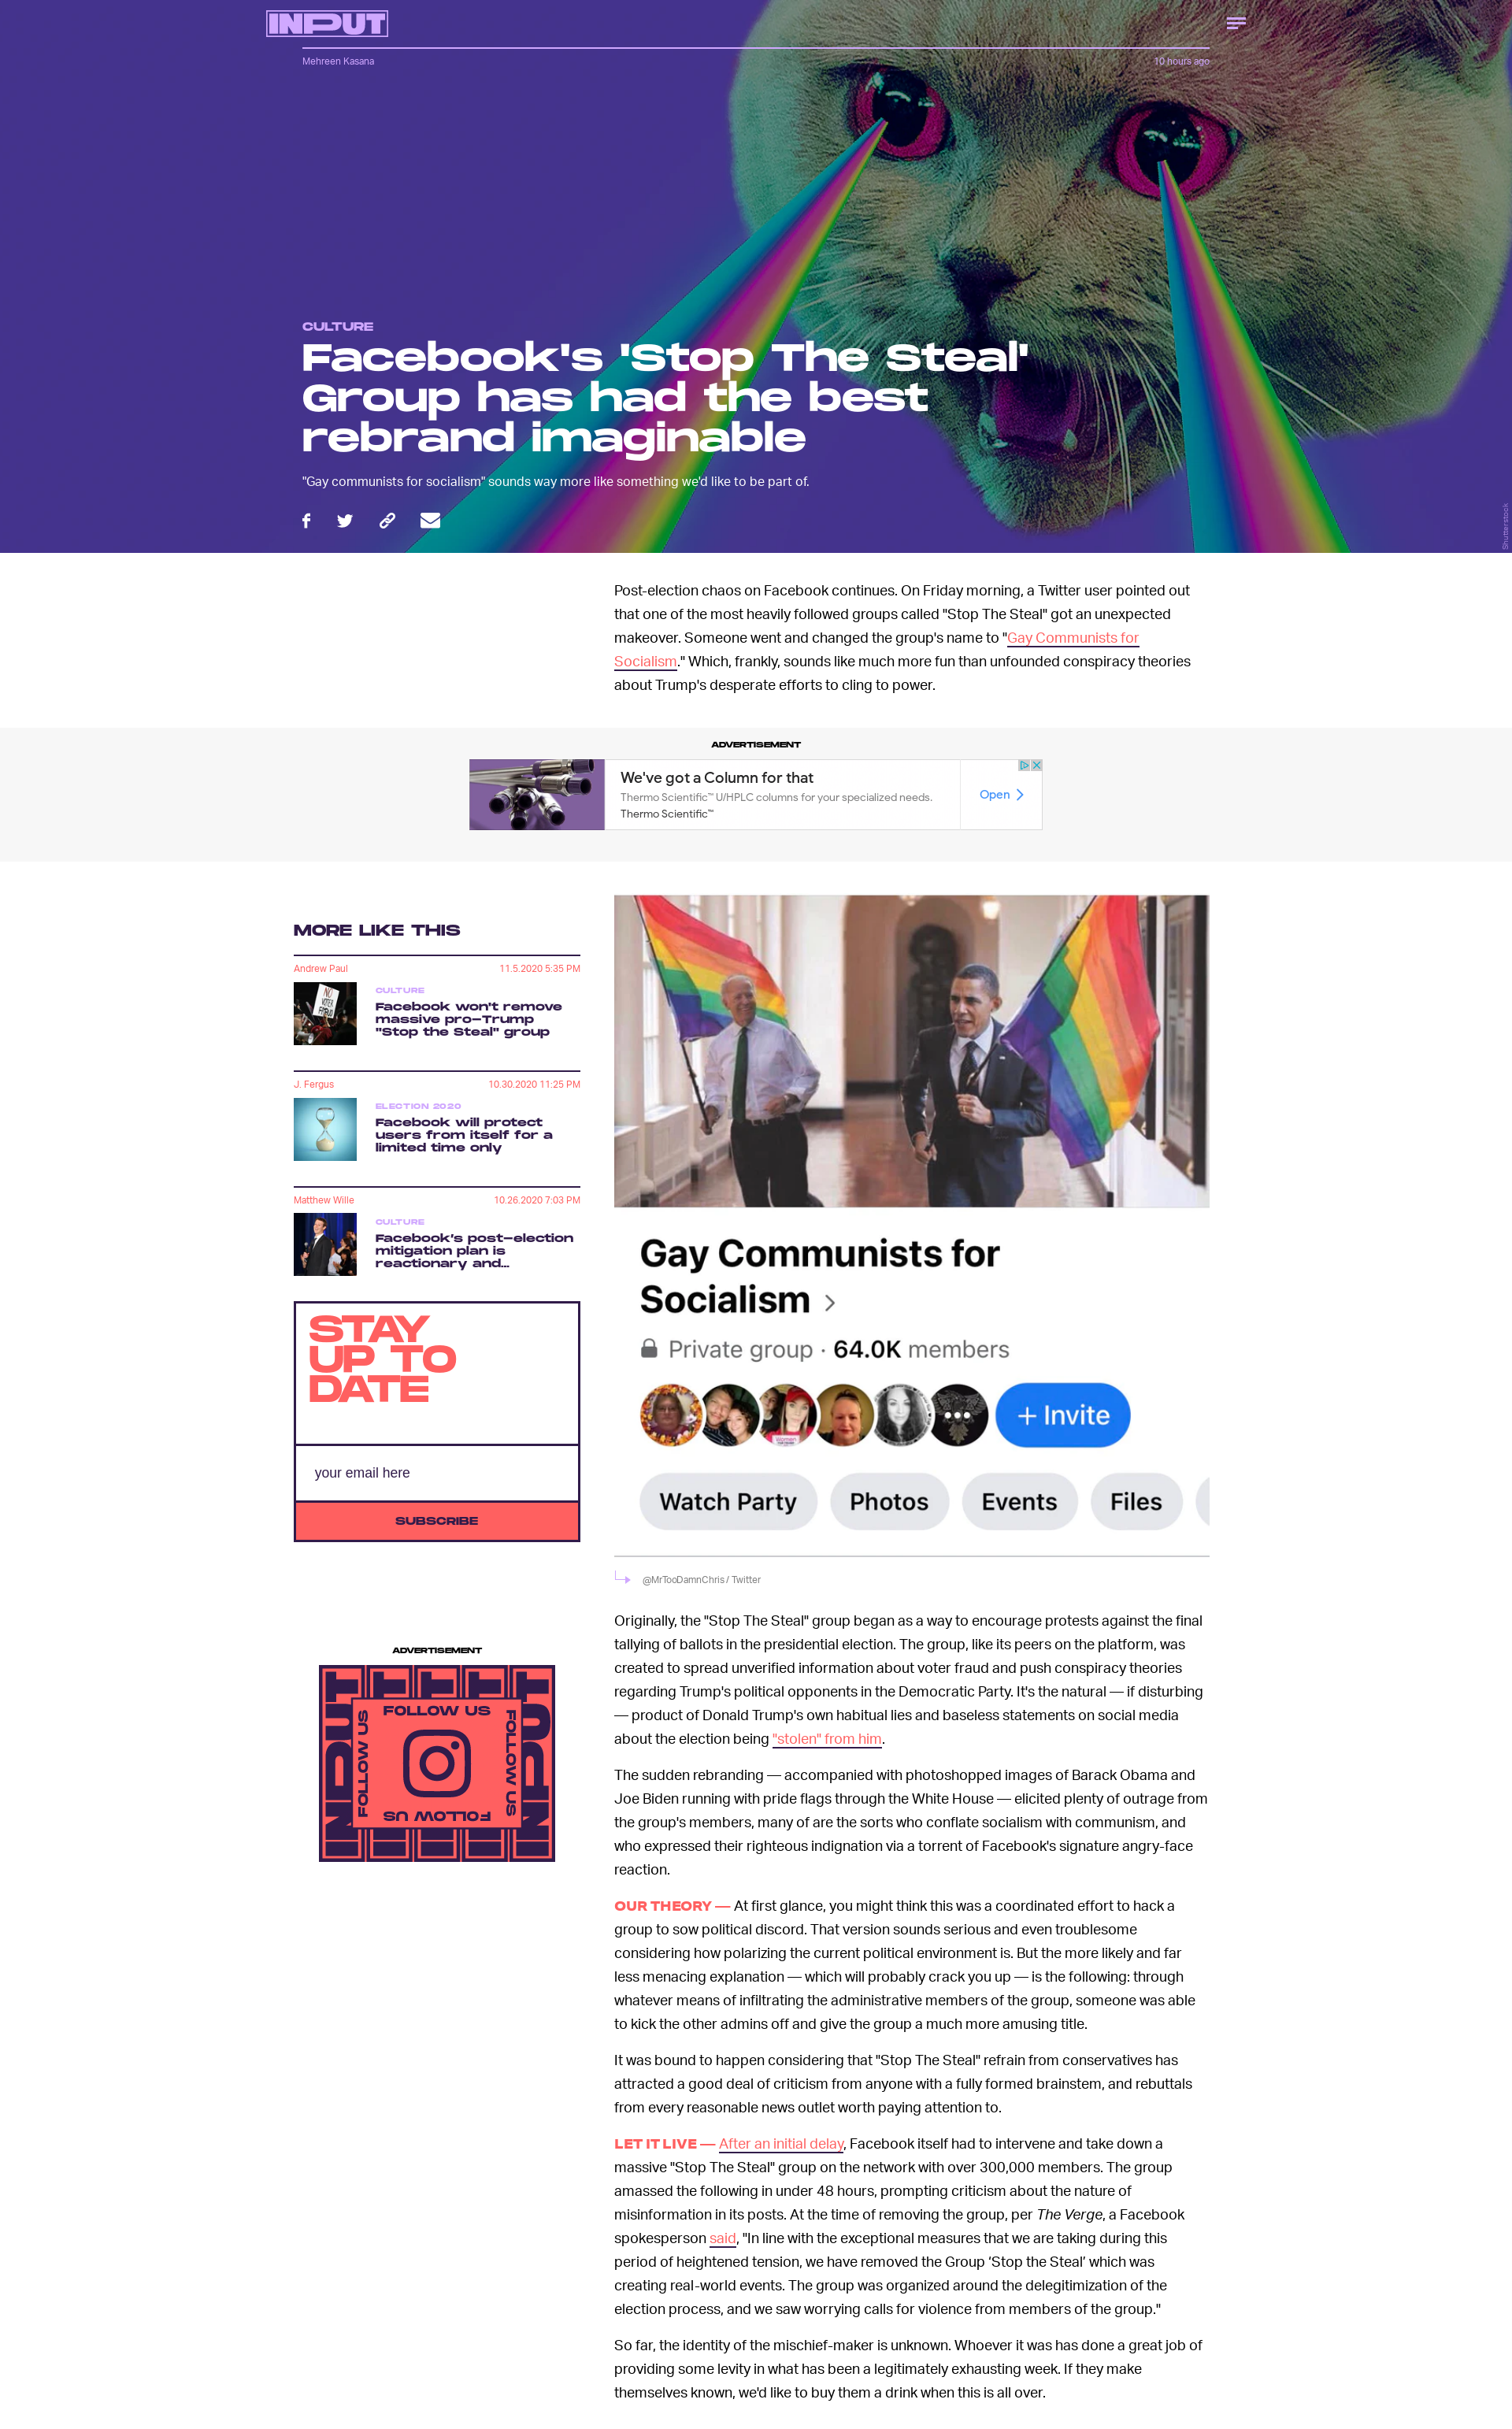 INPUT
Mehreen Kasana
10 hours ago
CULTURE
Facebook's 'Stop The Steal'
Group has had the best
rebrand imaginable
"Gay communists for socialism" sounds way more like something we'd like to be part of.
Shutterstock
Post-election chaos on Facebook continues. On Friday morning, a Twitter user pointed out
that one of the most heavily followed groups called "Stop The Steal" got an unexpected
makeover. Someone went and changed the group's name to "Gay Communists for
Socialism." Which, frankly, sounds like much more fun than unfounded conspiracy theories
about Trump's desperate efforts to cling to power.
ADVERTISEMENT
We've got a Column for that
Thermo Scientific™ U/HPLC columns for your specialized needs.
Thermo Scientific™
Open
MORE LIKE THIS
Andrew Paul
11.5.2020 5:35 PM
CULTURE
Facebook won't remove
massive pro-Trump
"Stop the Steal" group
J. Fergus
10.30.2020 11:25 PM
ELECTION 2020
Facebook will protect
users from itself for a
limited time only
Matthew Wille
10.26.2020 7:03 PM
CULTURE
Facebook's post-election
mitigation plan is
reactionary and...
STAY
UP TO
DATE
your email here
SUBSCRIBE
ADVERTISEMENT
FOLLOW US
FOLLOW US
FOLLOW US
FOLLOW US
INPUT
INPUT
Gay Communists for
Socialism
Private group · 64.0K members
+ Invite
Watch Party
Photos
Events
Files
@MrTooDamnChris / Twitter
Originally, the "Stop The Steal" group began as a way to encourage protests against the final
tallying of ballots in the presidential election. The group, like its peers on the platform, was
created to spread unverified information about voter fraud and push conspiracy theories
regarding Trump's political opponents in the Democratic Party. It's the natural — if disturbing
— product of Donald Trump's own habitual lies and baseless statements on social media
about the election being "stolen" from him.
The sudden rebranding — accompanied with photoshopped images of Barack Obama and
Joe Biden running with pride flags through the White House — elicited plenty of outrage from
the group's members, many of are the sorts who conflate socialism with communism, and
who expressed their righteous indignation via a torrent of Facebook's signature angry-face
reaction.
OUR THEORY — At first glance, you might think this was a coordinated effort to hack a
group to sow political discord. That version sounds serious and even troublesome
considering how polarizing the current political environment is. But the more likely and far
less menacing explanation — which will probably crack you up — is the following: through
whatever means of infiltrating the administrative members of the group, someone was able
to kick the other admins off and give the group a much more amusing title.
It was bound to happen considering that "Stop The Steal" refrain from conservatives has
attracted a good deal of criticism from anyone with a fully formed brainstem, and rebuttals
from every reasonable news outlet worth paying attention to.
LET IT LIVE — After an initial delay, Facebook itself had to intervene and take down a
massive "Stop The Steal" group on the network with over 300,000 members. The group
amassed the following in under 48 hours, prompting criticism about the nature of
misinformation in its posts. At the time of removing the group, per The Verge, a Facebook
spokesperson said, "In line with the exceptional measures that we are taking during this
period of heightened tension, we have removed the Group ‘Stop the Steal’ which was
creating real-world events. The group was organized around the delegitimization of the
election process, and we saw worrying calls for violence from members of the group."
So far, the identity of the mischief-maker is unknown. Whoever it was has done a great job of
providing some levity in what has been a legitimately exhausting week. If they make
themselves known, we'd like to buy them a drink when this is all over.